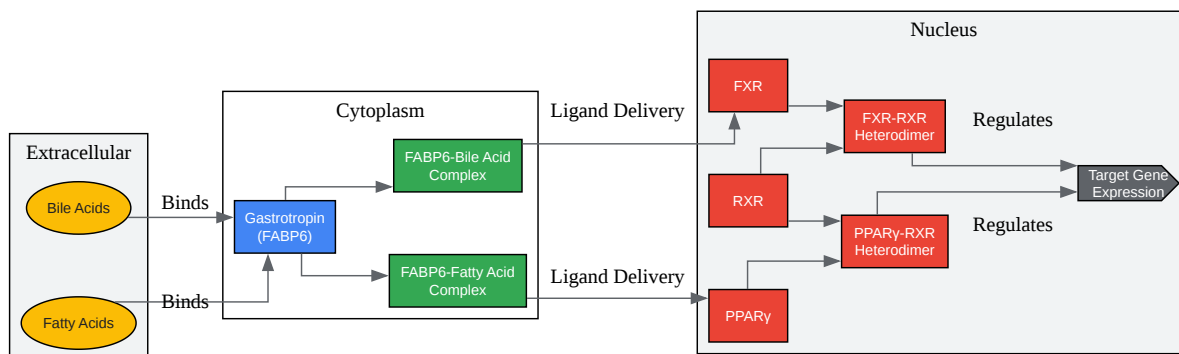 Extracellular
Bile Acids
Fatty Acids
Binds
Binds
Cytoplasm
Gastrotropin
(FABP6)
FABP6-Bile Acid
Complex
FABP6-Fatty Acid
Complex
Ligand Delivery
Ligand Delivery
Nucleus
FXR
RXR
PPARγ
FXR-RXR
Heterodimer
PPARγ-RXR
Heterodimer
Regulates
Regulates
Target Gene
Expression